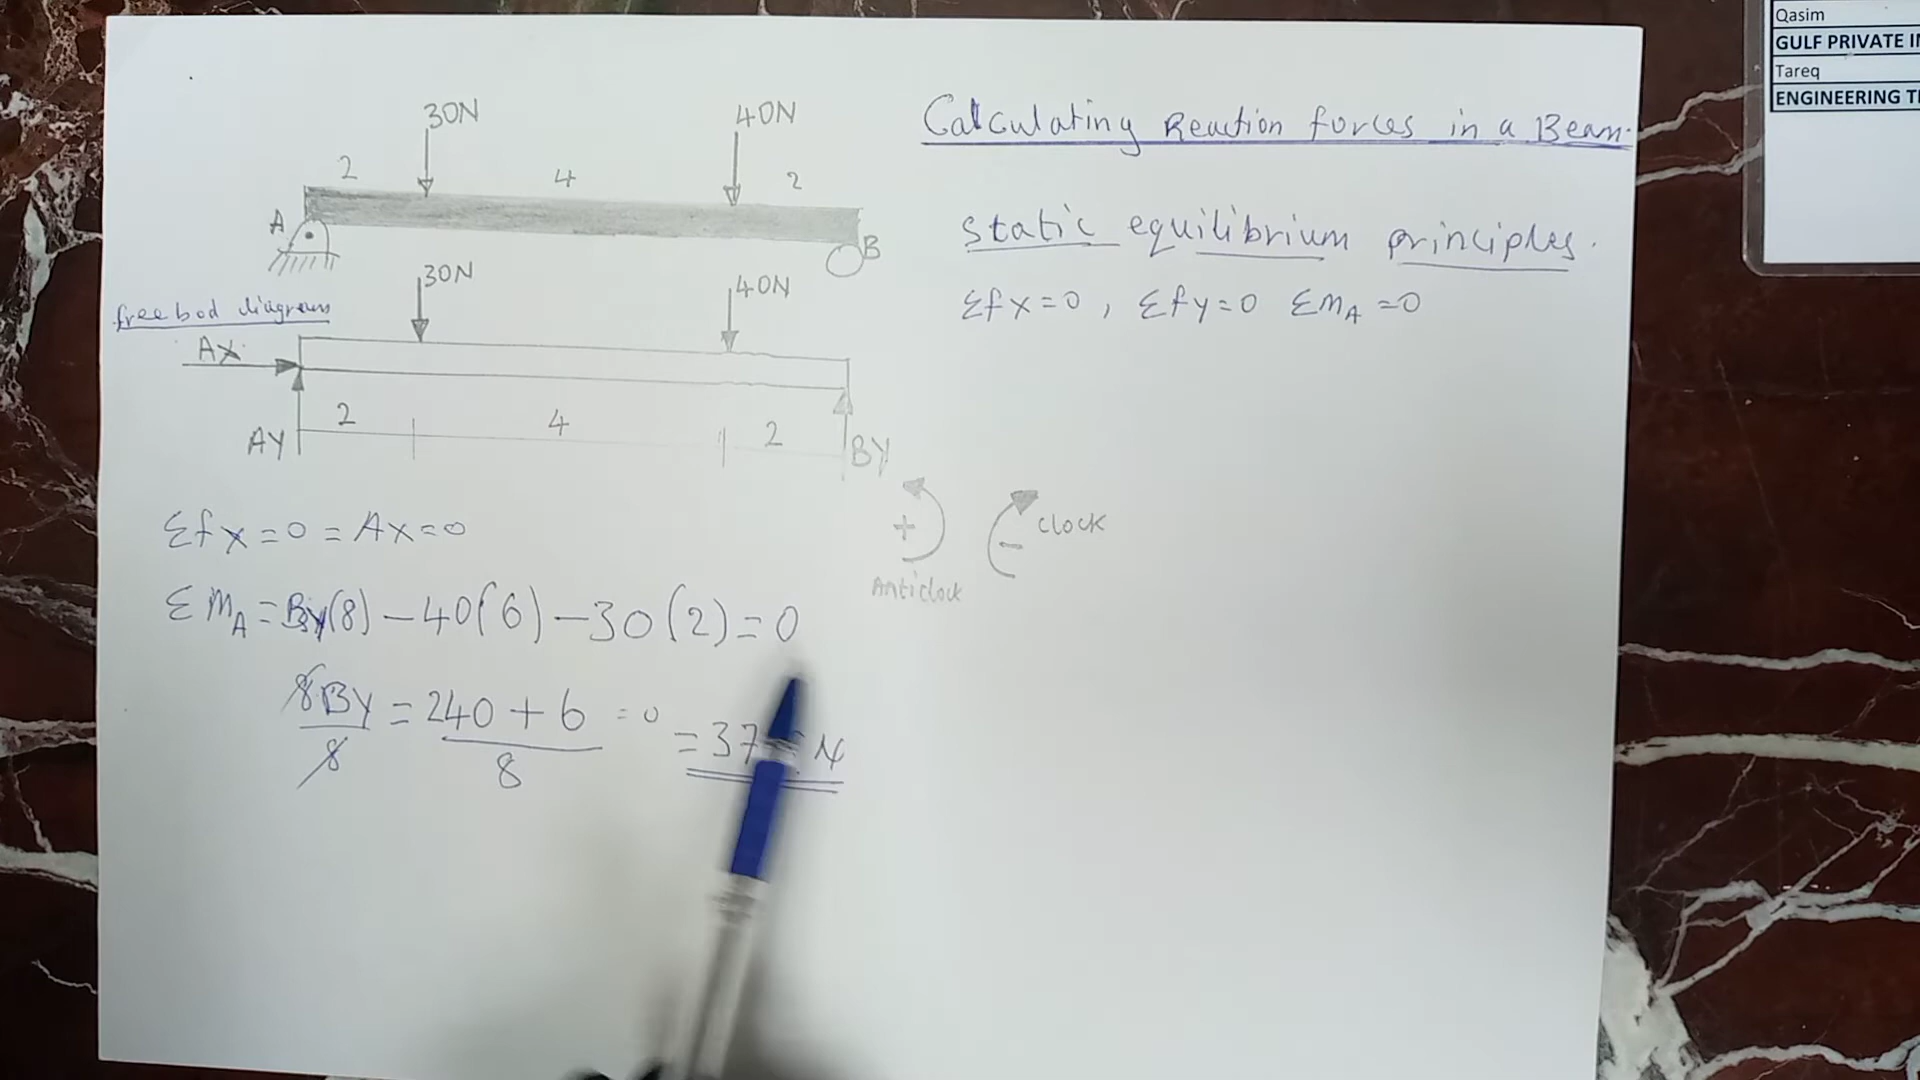 Qasim
GULF PRIVATE
Tareq
ENGINEERING
Calculating Reaction forces in a Beam.
30N 40N
2 4 2
A B
static equilibrium principles.
Σfx=0, Σfy=0 ΣmA=0
free bod diagram
30N 40N
Ax
2 4 2
AY BY
+ Anticlock
- Clock
Σfx=0=Ax=0
ΣMA=By(8)-40(6)-30(2)=0
8By/8 = 240+6/8 =0
=37 N